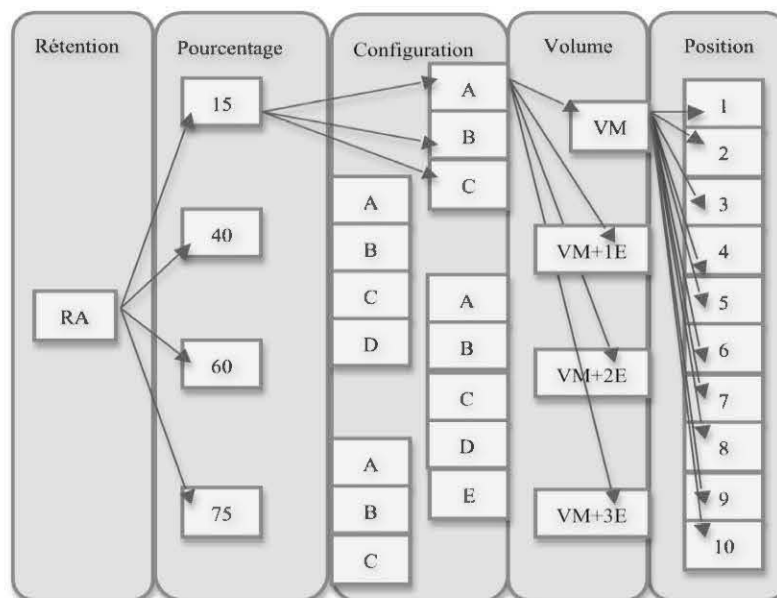 Rétention
Pourcentage
Configuration
Volume
Position
RA
15
40
60
75
A
B
C
A
B
C
D
A
B
C
D
E
A
B
C
VM
VM+1E
VM+2E
VM+3E
1
2
3
4
5
6
7
8
9
10